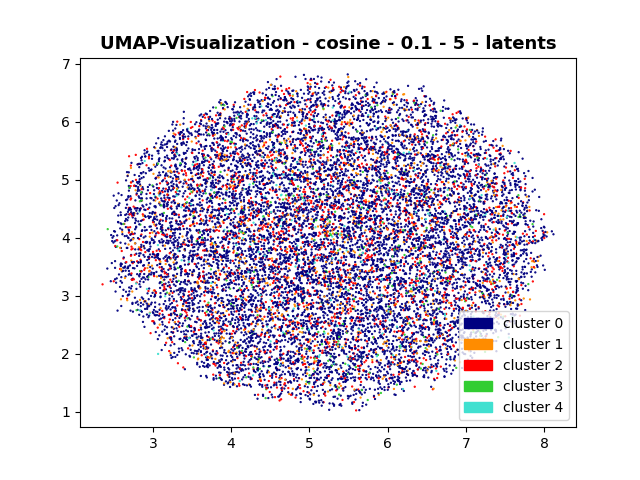 UMAP-Visualization - cosine - 0.1 - 5 - latents
7
6
5
4
3
2
1
3 4 5 6 7 8
cluster 0
cluster 1
cluster 2
cluster 3
cluster 4